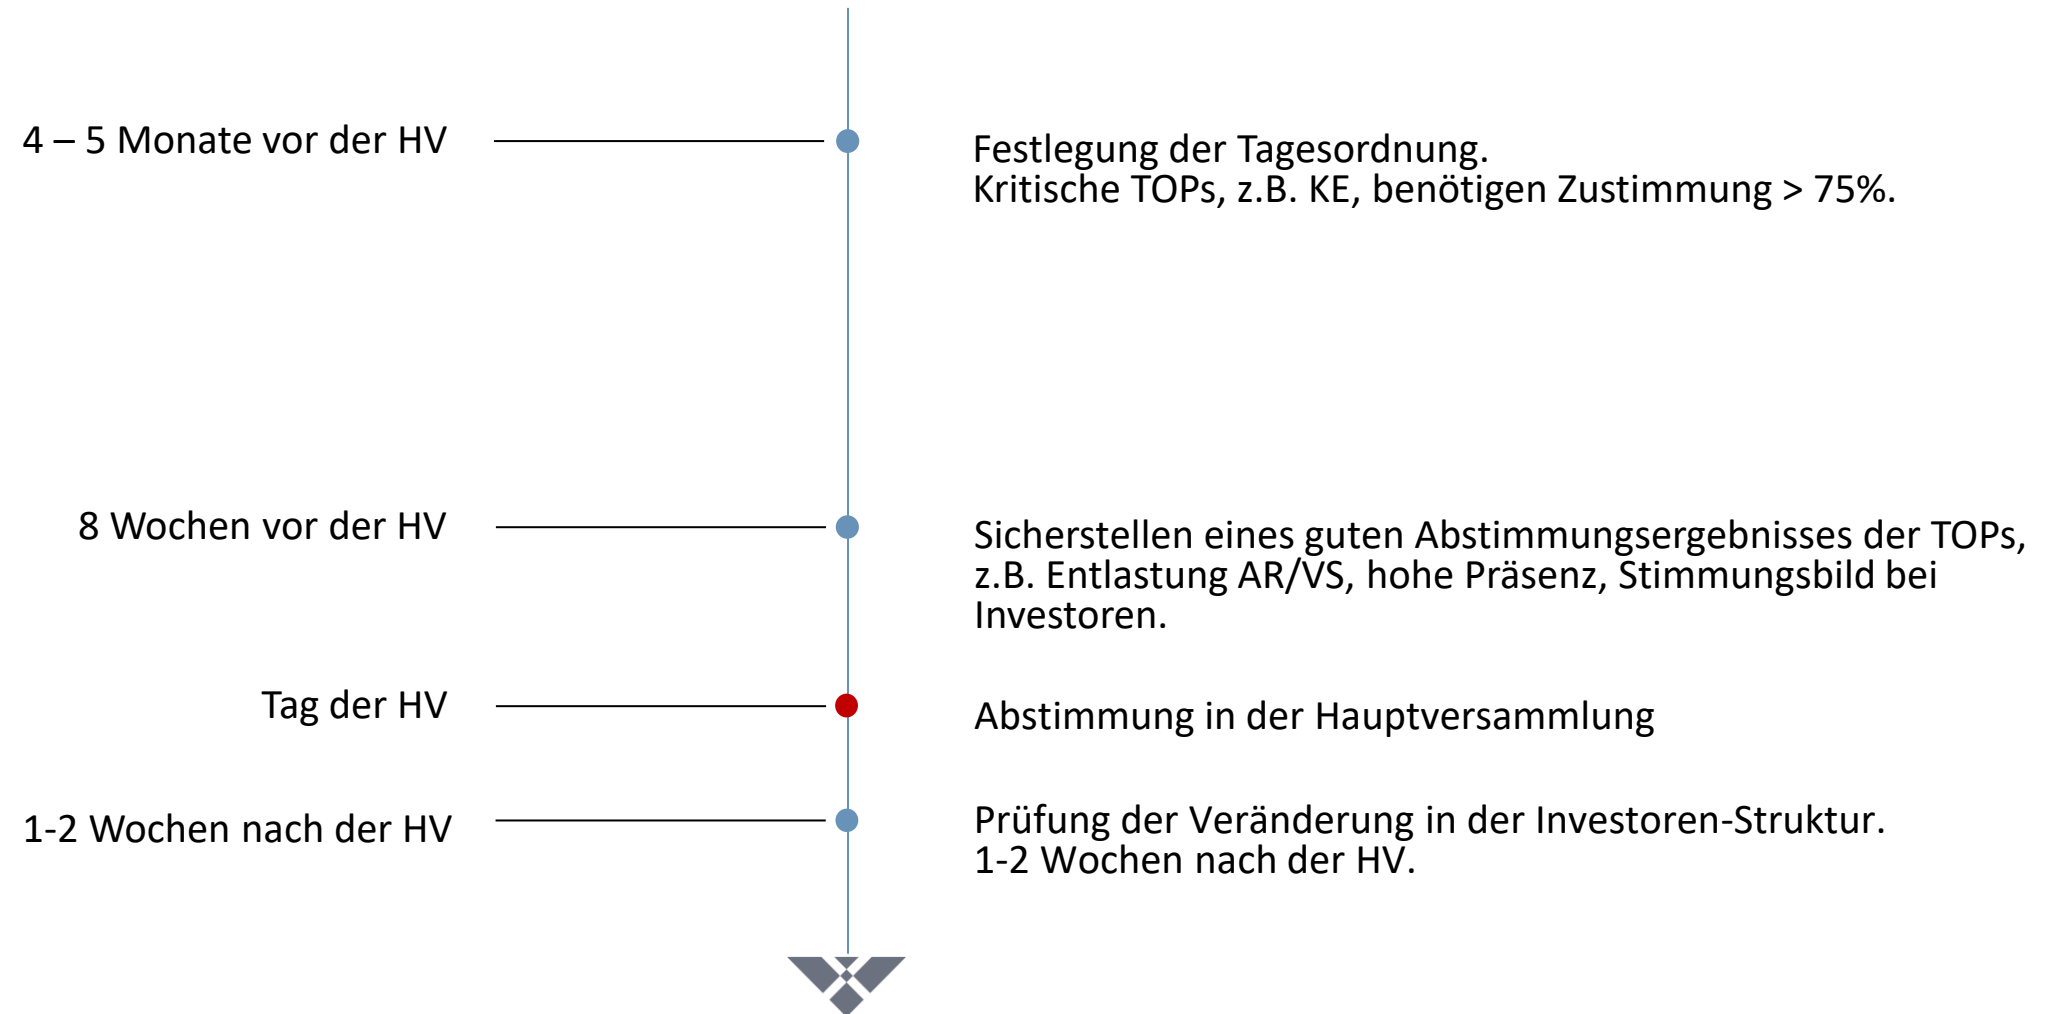 4 – 5 Monate vor der HV
Festlegung der Tagesordnung.
Kritische TOPs, z.B. KE, benötigen Zustimmung > 75%.
8 Wochen vor der HV
Sicherstellen eines guten Abstimmungsergebnisses der TOPs,
z.B. Entlastung AR/VS, hohe Präsenz, Stimmungsbild bei
Investoren.
Tag der HV
Abstimmung in der Hauptversammlung
1-2 Wochen nach der HV
Prüfung der Veränderung in der Investoren-Struktur.
1-2 Wochen nach der HV.